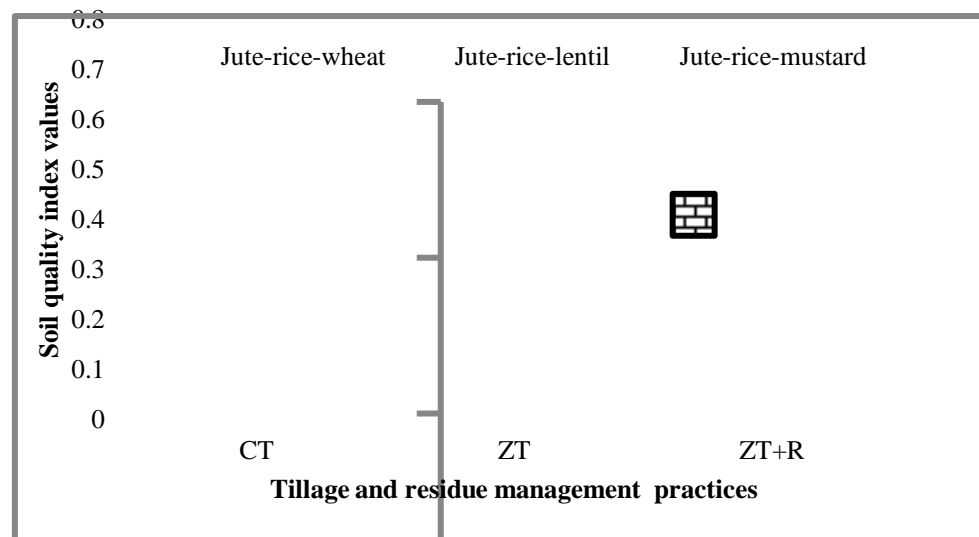 0.8
Jute-rice-wheat Jute-rice-lentil Jute-rice-mustard
0.7
0.6
0.5
0.4
0.3
0.2
0.1
0
Soil quality index values
CT ZT ZT+R
Tillage and residue management practices